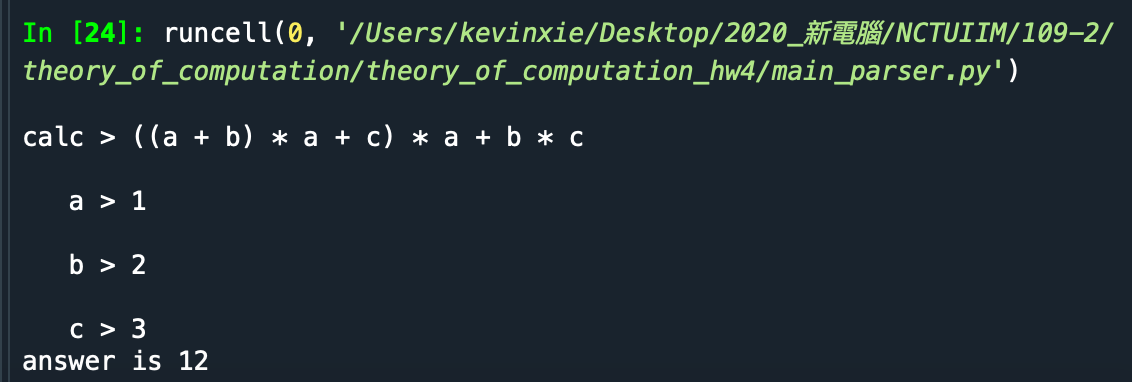 In [24]: runcell(0, '/Users/kevinxie/Desktop/2020_新電腦/NCTUIIM/109-2/
theory_of_computation/theory_of_computation_hw4/main_parser.py')
calc > ((a + b) * a + c) * a + b * c
a > 1
b > 2
c > 3
answer is 12